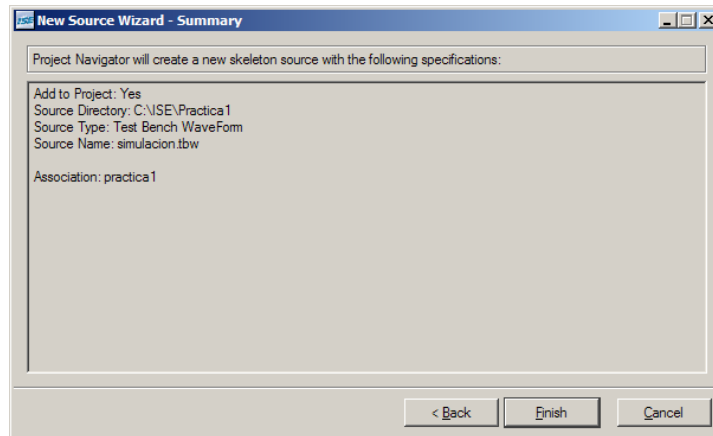 ISE New Source Wizard - Summary
Project Navigator will create a new skeleton source with the following specifications:
Add to Project: Yes
Source Directory: C:\ISE\Practica1
Source Type: Test Bench WaveForm
Source Name: simulacion.tbw
Association: practica1
< Back Finish Cancel